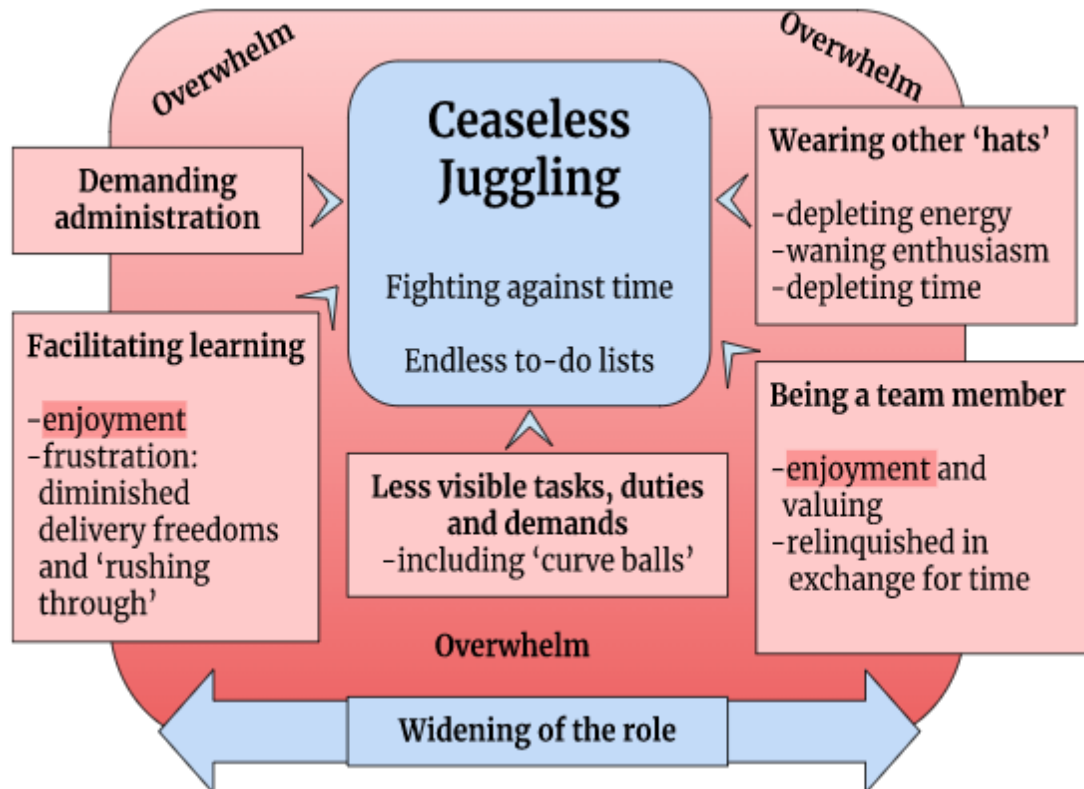 Overwhelm
Overwhelm
Ceaseless
Juggling
Fighting against time
Endless to-do lists
Demanding
administration
Wearing other ‘hats’
-depleting energy
-waning enthusiasm
-depleting time
Facilitating learning
-enjoyment
-frustration:
diminished
delivery freedoms
and ‘rushing
through’
Less visible tasks, duties
and demands
-including ‘curve balls’
Being a team member
-enjoyment and
valuing
-relinquished in
exchange for time
Overwhelm
Widening of the role